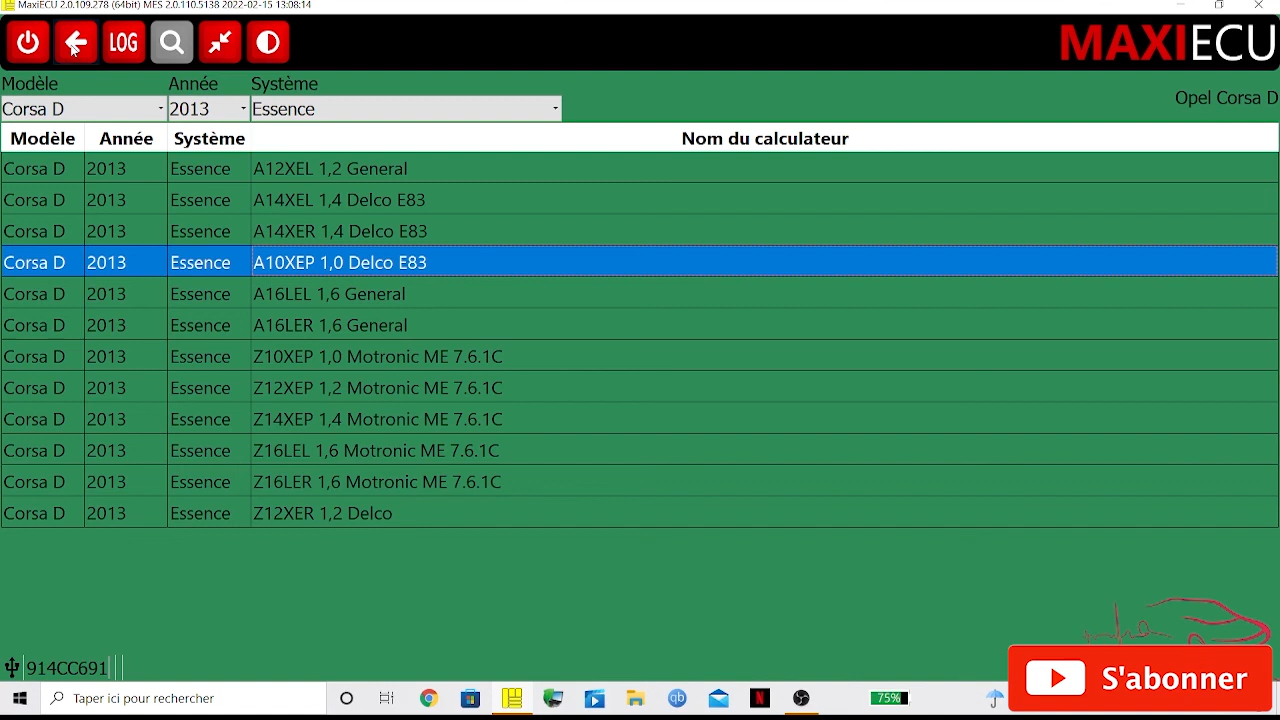 MaxiECU 2.0.109.278 (64bit) MES 2.0.110.5138 2022-02-15 13:08:14
LOG
MAXIECU
Modèle Année Système
Corsa D 2013 Essence
Opel Corsa D
Modèle Année Système Nom du calculateur
Corsa D 2013 Essence A12XEL 1,2 General
Corsa D 2013 Essence A14XEL 1,4 Delco E83
Corsa D 2013 Essence A14XER 1,4 Delco E83
Corsa D 2013 Essence A10XEP 1,0 Delco E83
Corsa D 2013 Essence A16LEL 1,6 General
Corsa D 2013 Essence A16LER 1,6 General
Corsa D 2013 Essence Z10XEP 1,0 Motronic ME 7.6.1C
Corsa D 2013 Essence Z12XEP 1,2 Motronic ME 7.6.1C
Corsa D 2013 Essence Z14XEP 1,4 Motronic ME 7.6.1C
Corsa D 2013 Essence Z16LEL 1,6 Motronic ME 7.6.1C
Corsa D 2013 Essence Z16LER 1,6 Motronic ME 7.6.1C
Corsa D 2013 Essence Z12XER 1,2 Delco
914CC691
S'abonner
Taper ici pour rechercher
qb
N
75%